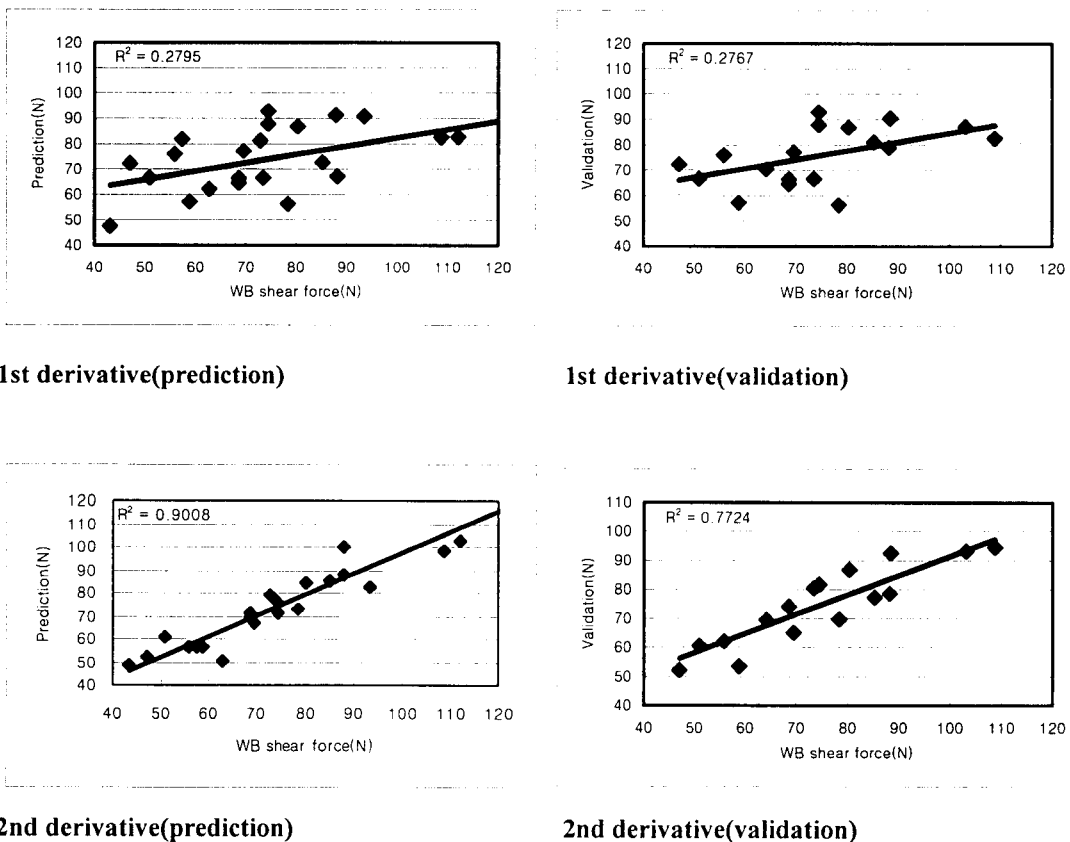 R² = 0.2795
Prediction(N)
120
110
100
90
80
70
60
50
40
40 50 60 70 80 90 100 110 120
WB shear force(N)
1st derivative(prediction)
R² = 0.2767
Validation(N)
120
110
100
90
80
70
60
50
40
40 50 60 70 80 90 100 110 120
WB shear force(N)
1st derivative(validation)
R² = 0.9008
Prediction(N)
120
110
100
90
80
70
60
50
40
40 50 60 70 80 90 100 110 120
WB shear force(N)
2nd derivative(prediction)
R² = 0.7724
Validation(N)
110
100
90
80
70
60
50
40
40 50 60 70 80 90 100 110 120
WB shear force(N)
2nd derivative(validation)